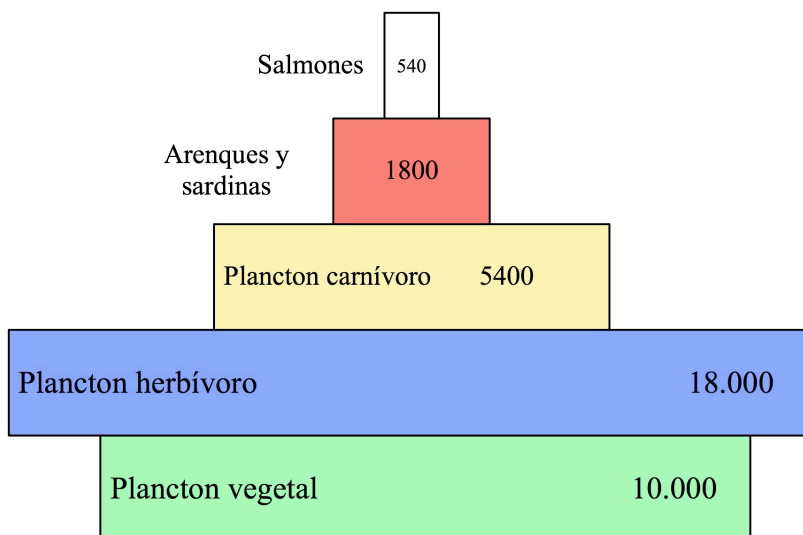 Salmones 540
Arenques y
sardinas
1800
Plancton carnívoro 5400
Plancton herbívoro 18.000
Plancton vegetal 10.000